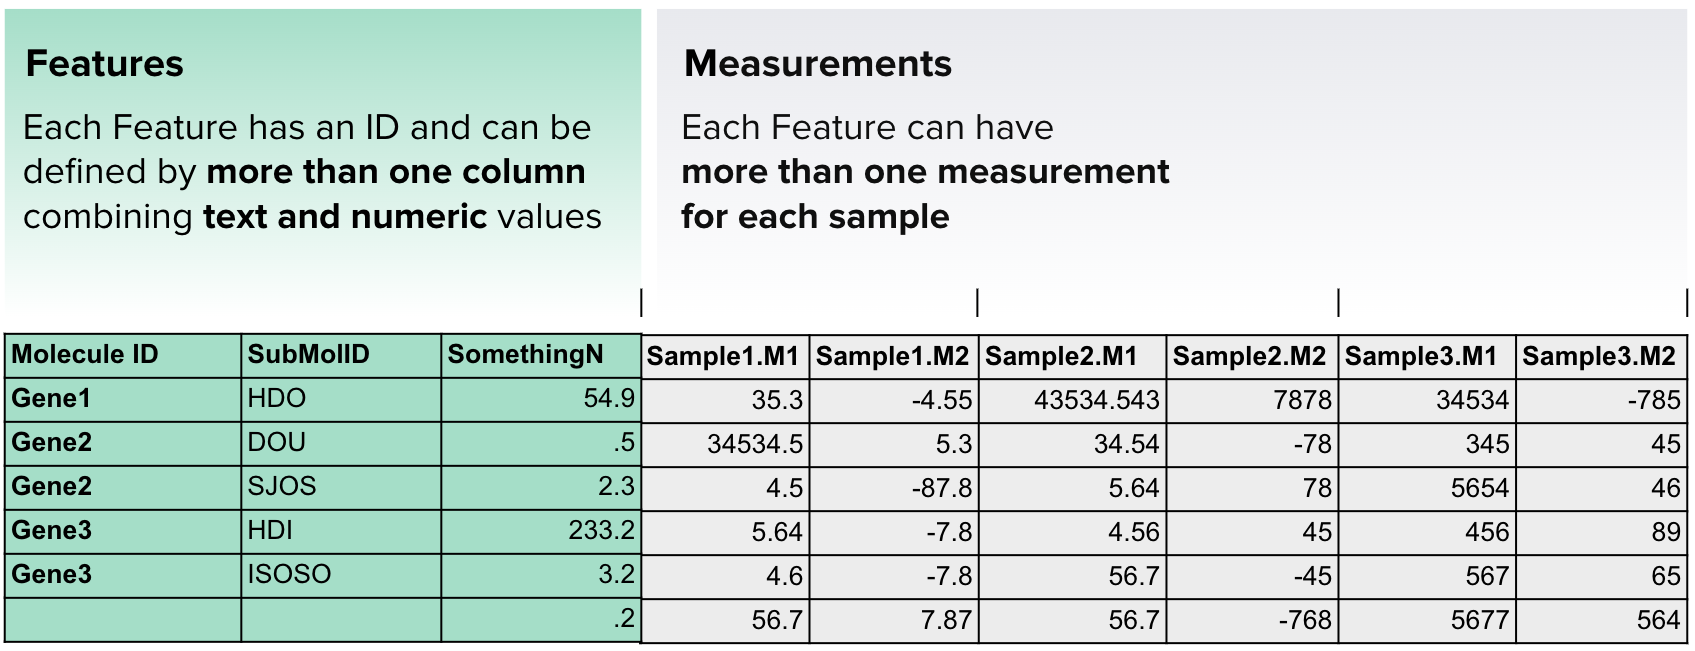 Features
Each Feature has an ID and can be
defined by more than one column
combining text and numeric values
Measurements
Each Feature can have
more than one measurement
for each sample
Molecule ID SubMolID SomethingN Sample1.M1 Sample1.M2 Sample2.M1 Sample2.M2 Sample3.M1 Sample3.M2
Gene1 HDO 54.9 35.3 -4.55 43534.543 7878 34534 -785
Gene2 DOU .5 34534.5 5.3 34.54 -78 345 45
Gene2 SJOS 2.3 4.5 -87.8 5.64 78 5654 46
Gene3 HDI 233.2 5.64 -7.8 4.56 45 456 89
Gene3 ISOSO 3.2 4.6 -7.8 56.7 -45 567 65
.2 56.7 7.87 56.7 -768 5677 564